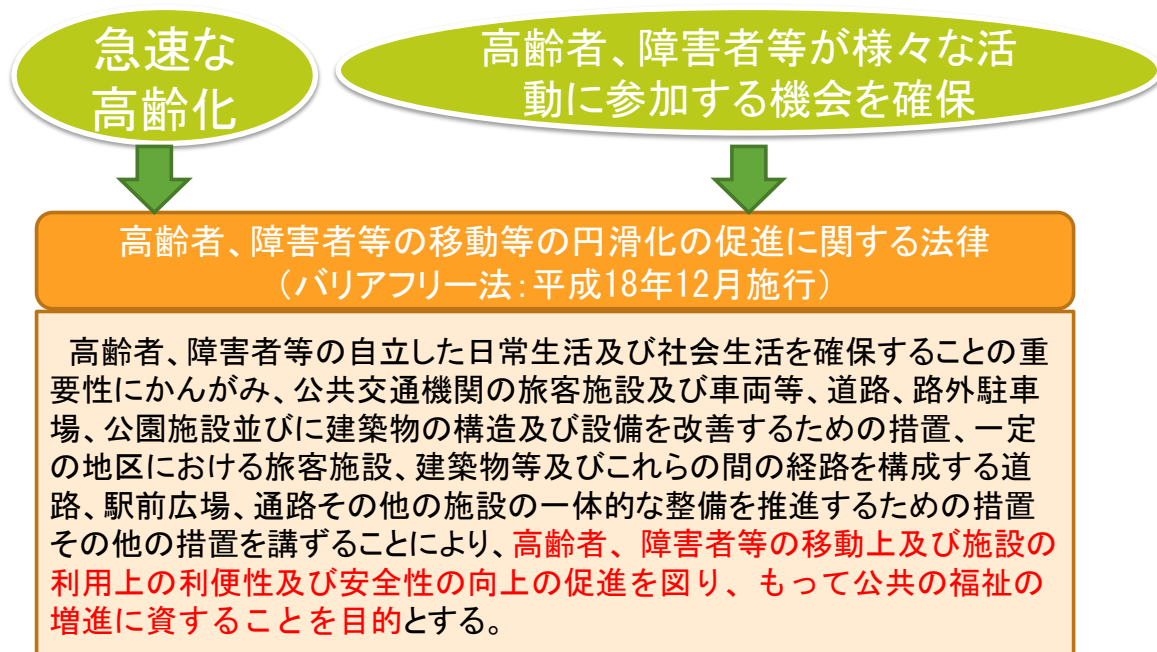 急速な
高齢化
高齢者、障害者等が様々な活
動に参加する機会を確保
高齢者、障害者等の移動等の円滑化の促進に関する法律
（バリアフリー法：平成18年12月施行）
高齢者、障害者等の自立した日常生活及び社会生活を確保することの重
要性にかんがみ、公共交通機関の旅客施設及び車両等、道路、路外駐車
場、公園施設並びに建築物の構造及び設備を改善するための措置、一定
の地区における旅客施設、建築物等及びこれらの間の経路を構成する道
路、駅前広場、通路その他の施設の一体的な整備を推進するための措置
その他の措置を講ずることにより、高齢者、障害者等の移動上及び施設の
利用上の利便性及び安全性の向上の促進を図り、もって公共の福祉の
増進に資することを目的とする。